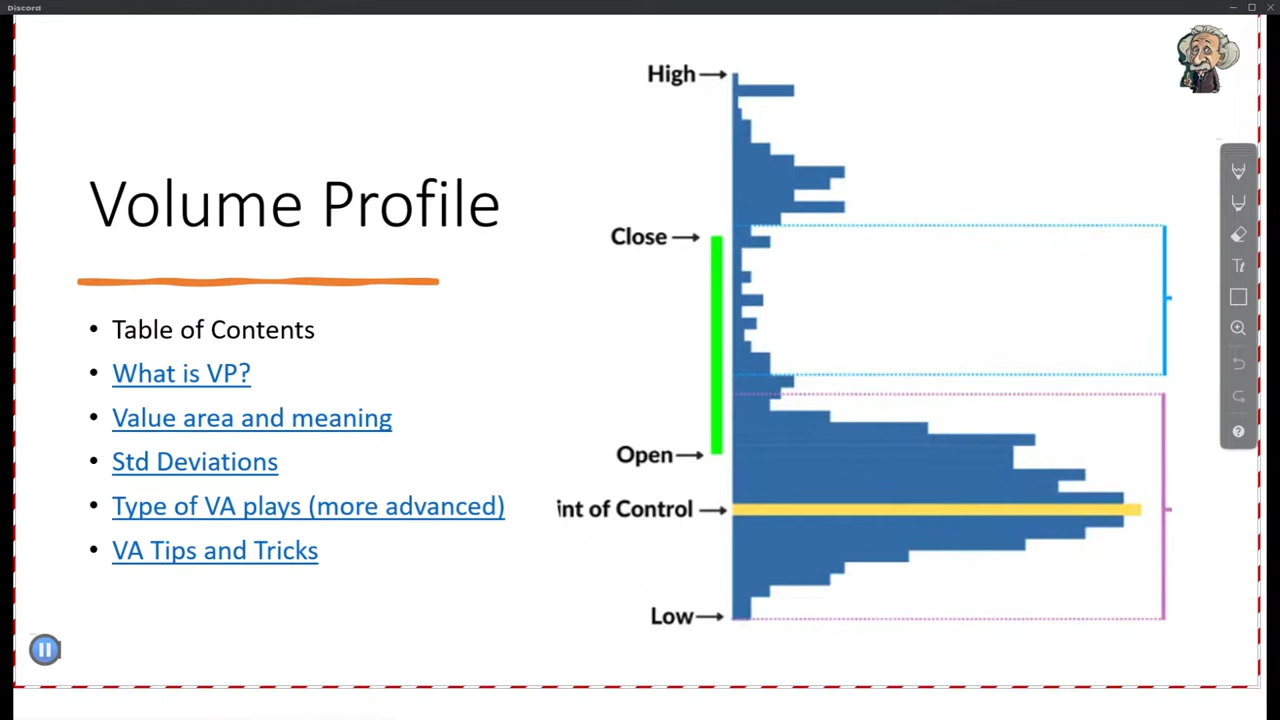 Discord
Volume Profile
• Table of Contents
• What is VP?
• Value area and meaning
• Std Deviations
• Type of VA plays (more advanced)
• VA Tips and Tricks
High
Close
Open
int of Control
Low
Tt
?